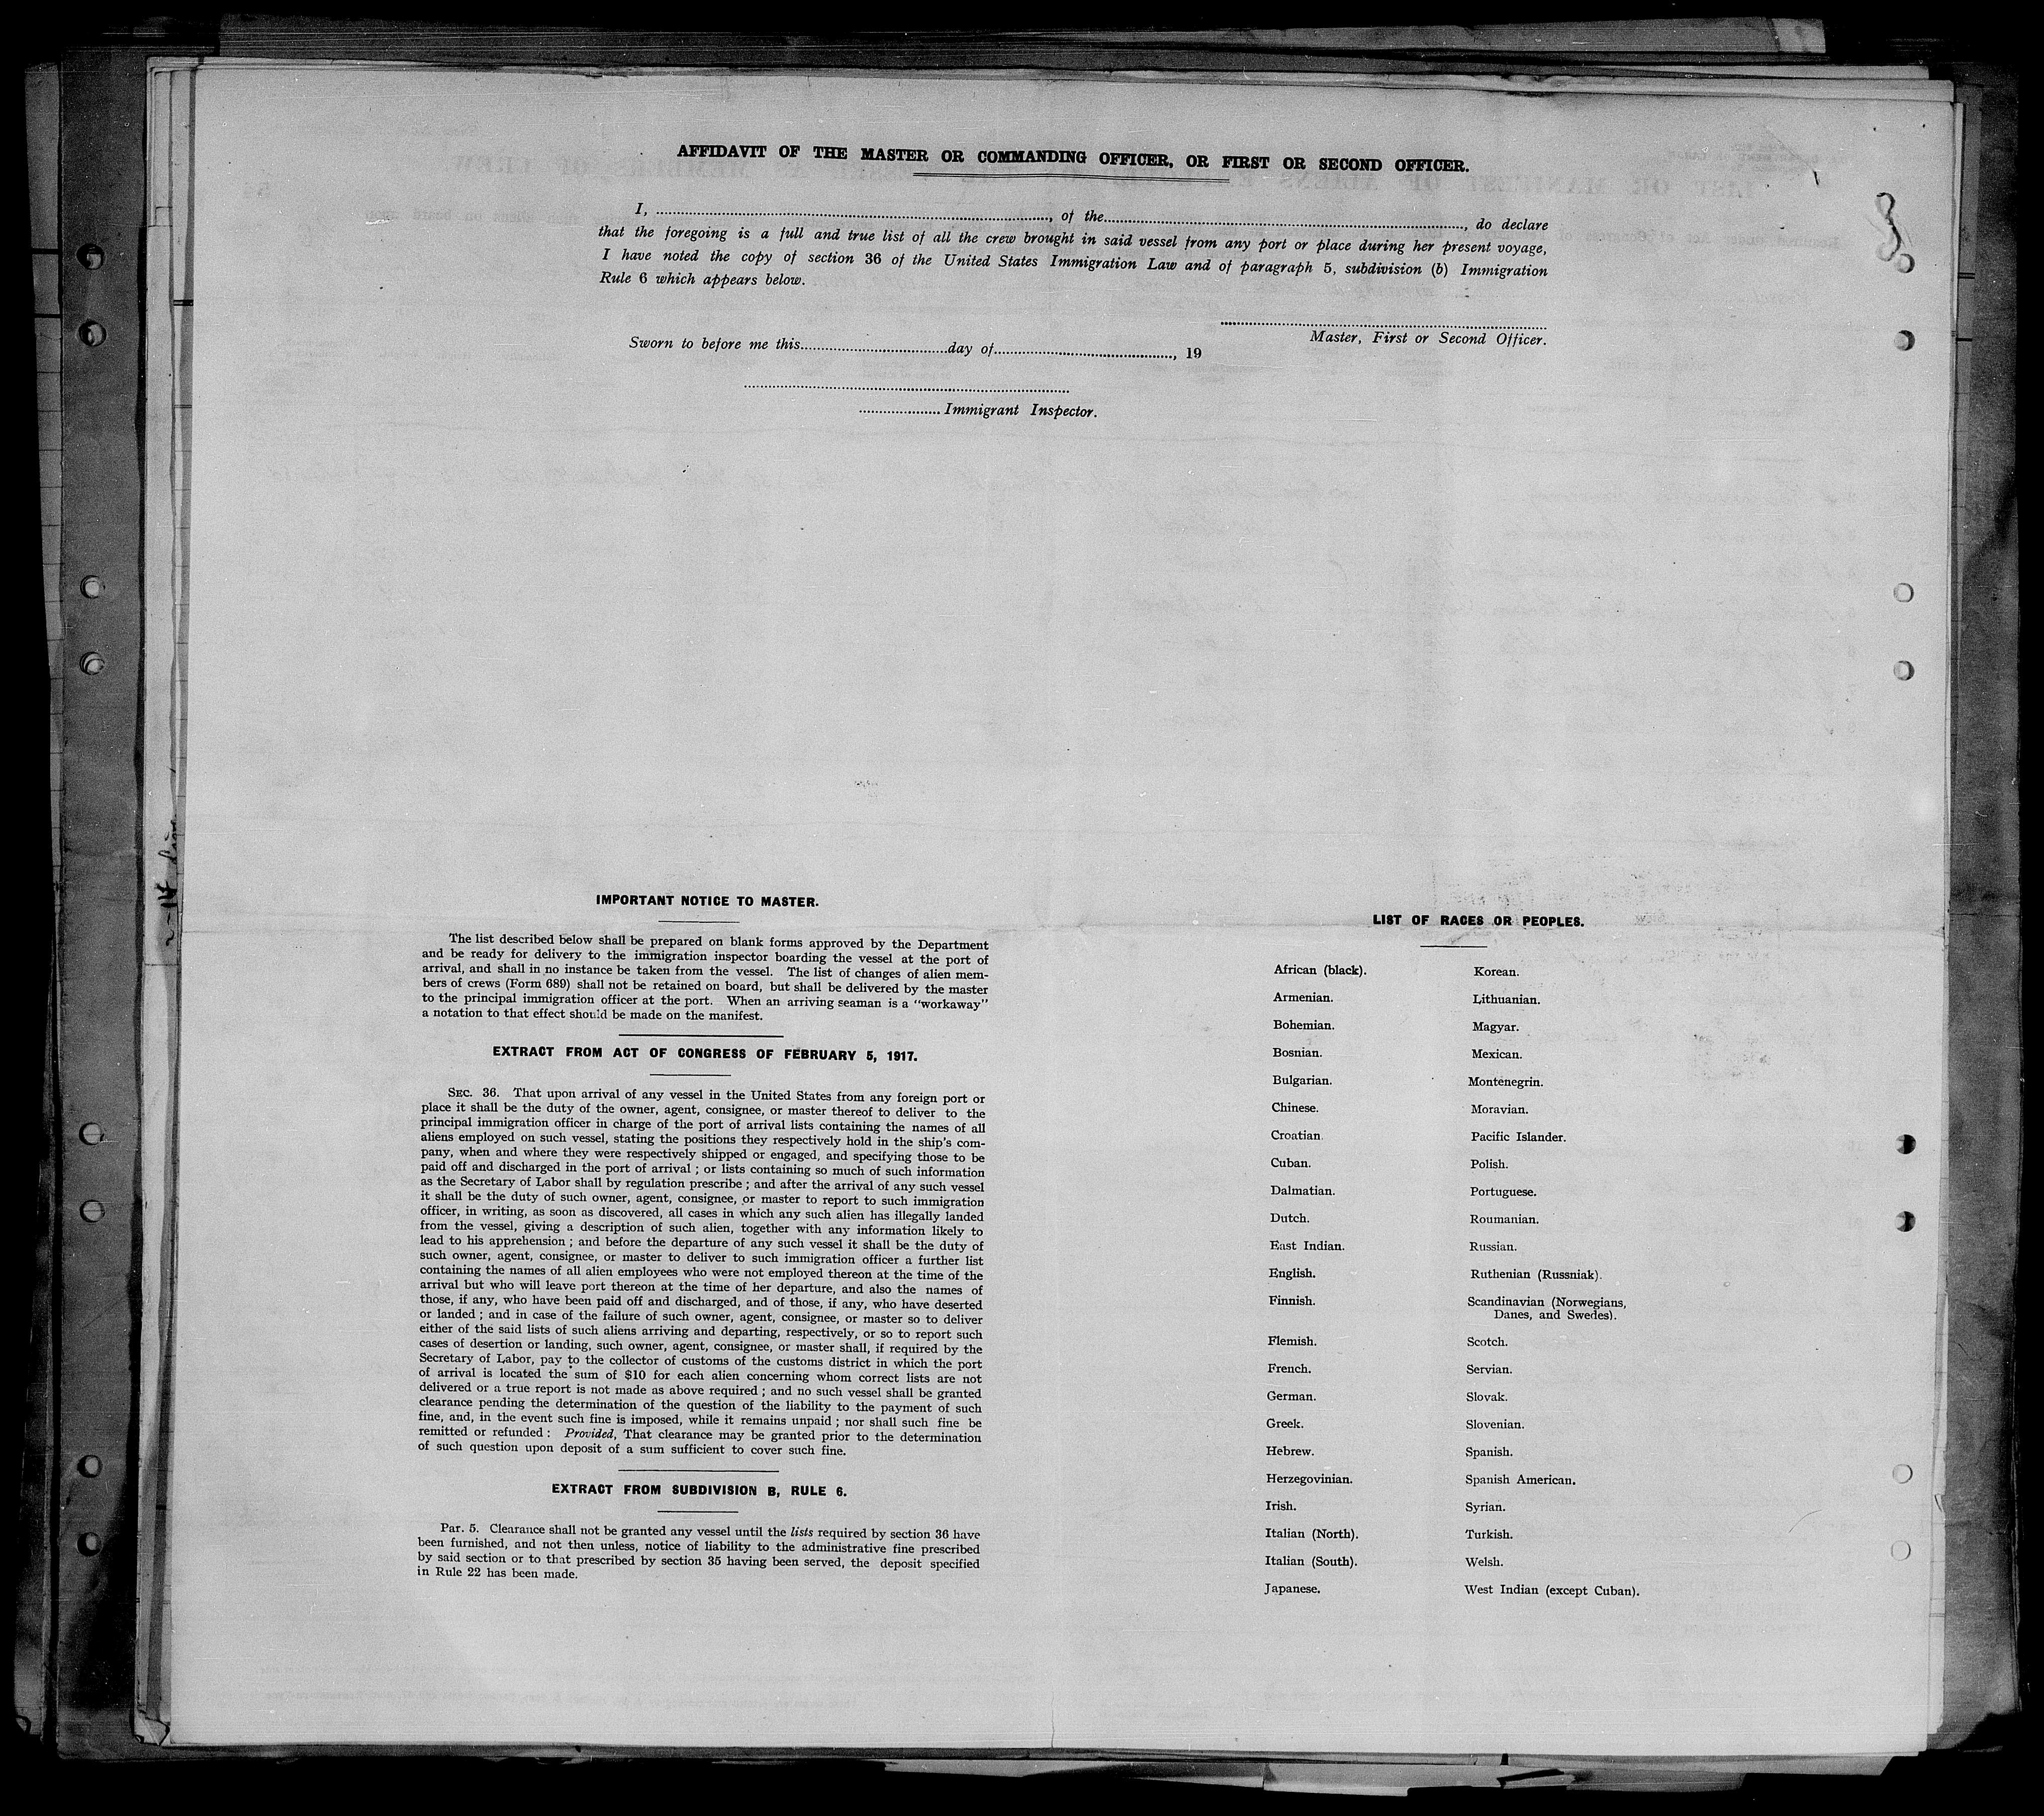 AFFIDAVIT OF THE MASTER OR COMMANDING OFFICER, OR FIRST OR SECOND OFFICER.
I, ......................................................, of the......................................................, do declare
that the foregoing is a full and true list of all the crew brought in said vessel from any port or place during her present voyage,
I have noted the copy of section 36 of the United States Immigration Law and of paragraph 5, subdivision (b) Immigration
Rule 6 which appears below.
Master, First or Second Officer.
Sworn to before me this..............................day of......................................, 19
.................... Immigrant Inspector.
IMPORTANT NOTICE TO MASTER.
The list described below shall be prepared on blank forms approved by the Department
and be ready for delivery to the immigration inspector boarding the vessel at the port of
arrival, and shall in no instance be taken from the vessel. The list of changes of alien mem-
bers of crews (Form 689) shall not be retained on board, but shall be delivered by the master
to the principal immigration officer at the port. When an arriving seaman is a "workaway"
a notation to that effect should be made on the manifest.
EXTRACT FROM ACT OF CONGRESS OF FEBRUARY 5, 1917.
SEC. 36. That upon arrival of any vessel in the United States from any foreign port or
place it shall be the duty of the owner, agent, consignee, or master thereof to deliver to the
principal immigration officer in charge of the port of arrival lists containing the names of all
aliens employed on such vessel, stating the positions they respectively hold in the ship's com-
pany, when and where they were respectively shipped or engaged, and specifying those to be
paid off and discharged in the port of arrival ; or lists containing so much of such information
as the Secretary of Labor shall by regulation prescribe ; and after the arrival of any such vessel
it shall be the duty of such owner, agent, consignee, or master to report to such immigration
officer, in writing, as soon as discovered, all cases in which any such alien has illegally landed
from the vessel, giving a description of such alien, together with any information likely to
lead to his apprehension ; and before the departure of any such vessel it shall be the duty of
such owner, agent, consignee, or master to deliver to such immigration officer a further list
containing the names of all alien employees who were not employed thereon at the time of the
arrival but who will leave port thereon at the time of her departure, and also the names of
those, if any, who have been paid off and discharged, and of those, if any, who have deserted
or landed ; and in case of the failure of such owner, agent, consignee, or master so to deliver
either of the said lists of such aliens arriving and departing, respectively, or so to report such
cases of desertion or landing, such owner, agent, consignee, or master shall, if required by the
Secretary of Labor, pay to the collector of customs of the customs district in which the port
of arrival is located the sum of $10 for each alien concerning whom correct lists are not
delivered or a true report is not made as above required ; and no such vessel shall be granted
clearance pending the determination of the question of the liability to the payment of such
fine, and, in the event such fine is imposed, while it remains unpaid ; nor shall such fine be
remitted or refunded : Provided, That clearance may be granted prior to the determination
of such question upon deposit of a sum sufficient to cover such fine.
EXTRACT FROM SUBDIVISION B, RULE 6.
Par. 5. Clearance shall not be granted any vessel until the lists required by section 36 have
been furnished, and not then unless, notice of liability to the administrative fine prescribed
by said section or to that prescribed by section 35 having been served, the deposit specified
in Rule 22 has been made.
LIST OF RACES OR PEOPLES.
African (black).
Armenian.
Bohemian.
Bosnian.
Bulgarian.
Chinese.
Croatian.
Cuban.
Dalmatian.
Dutch.
East Indian.
English.
Finnish.
Flemish.
French.
German.
Greek.
Hebrew.
Herzegovinian.
Irish.
Italian (North).
Italian (South).
Japanese.
Korean.
Lithuanian.
Magyar.
Mexican.
Montenegrin.
Moravian.
Pacific Islander.
Polish.
Portuguese.
Roumanian.
Russian.
Ruthenian (Russniak).
Scandinavian (Norwegians,
Danes, and Swedes).
Scotch.
Servian.
Slovak.
Slovenian.
Spanish.
Spanish American.
Syrian.
Turkish.
Welsh.
West Indian (except Cuban).